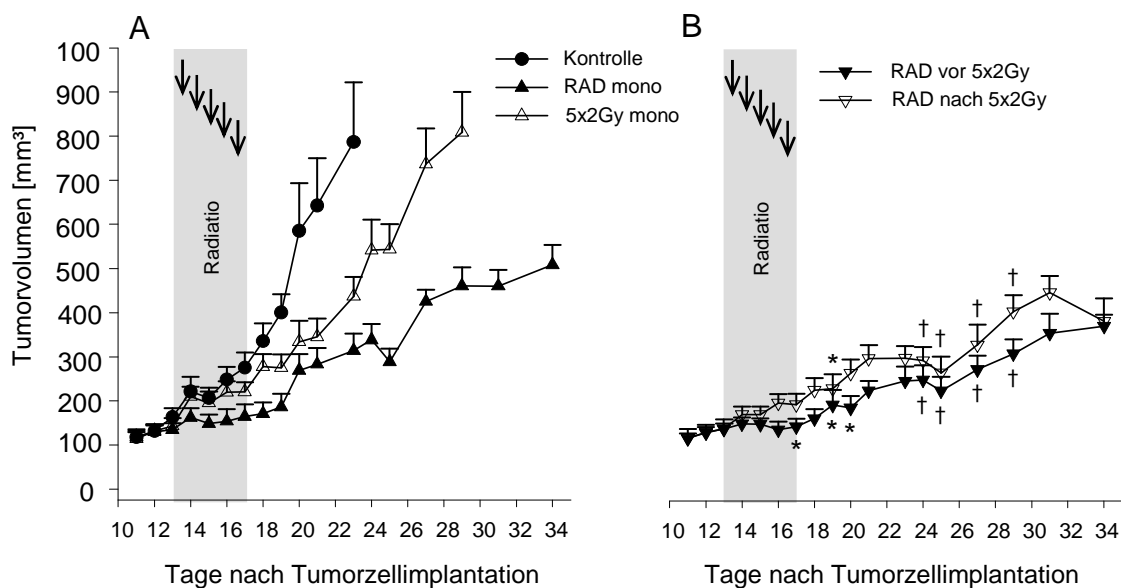 A
B
100
900
800
700
600
500
400
300
200
100
0
Tumorvolumen [mm³]
Radiatio
Kontrolle
RAD mono
5x2Gy mono
10 12 14 16 18 20 22 24 26 28 30 32 34
Tage nach Tumorzellimplantation
Radiatio
RAD vor 5x2Gy
RAD nach 5x2Gy
* † † † †
* * * † † † †
10 12 14 16 18 20 22 24 26 28 30 32 34
Tage nach Tumorzellimplantation